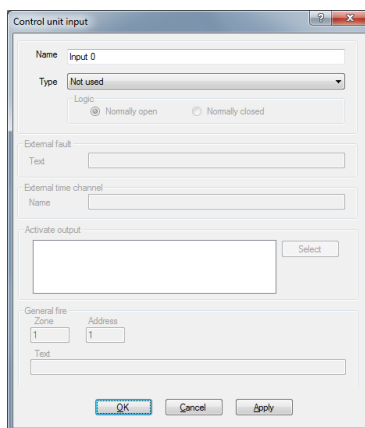 Control unit input
Name Input 0
Type Not used
Logic
Normally open Normally closed
External fault
Text
External time channel
Name
Activate output
Select
General fire
Zone Address
1 1
Text
OK Cancel Apply